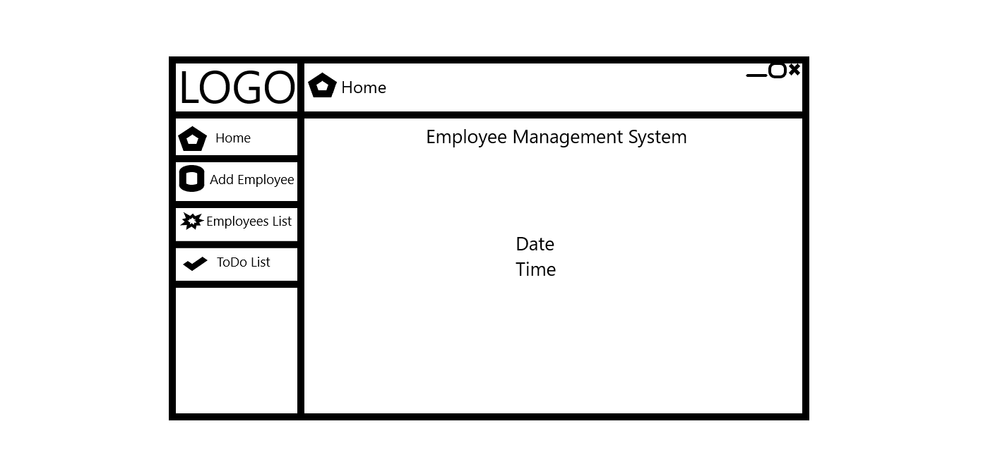 LOGO
Home
Home
Add Employee
Employees List
ToDo List
Employee Management System
Date
Time